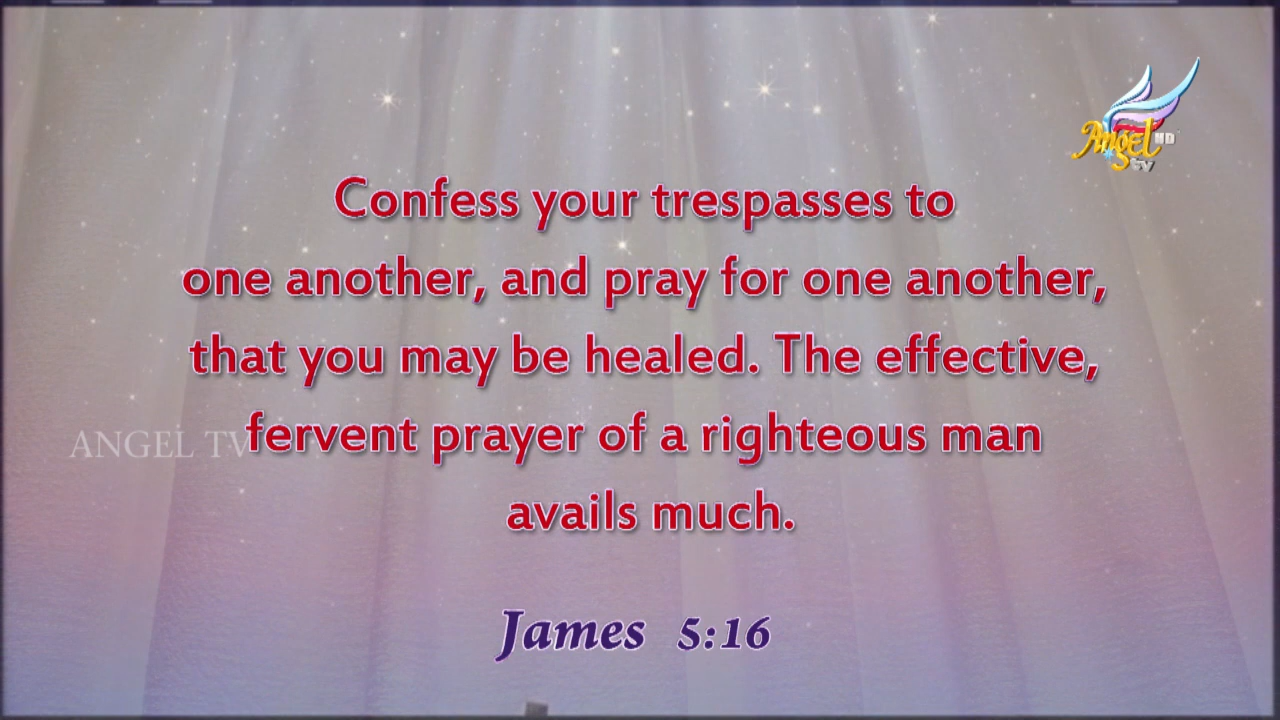 Angel HD
tv
Confess your trespasses to
one another, and pray for one another,
that you may be healed. The effective,
ANGEL TV
fervent prayer of a righteous man
avails much.
James 5:16